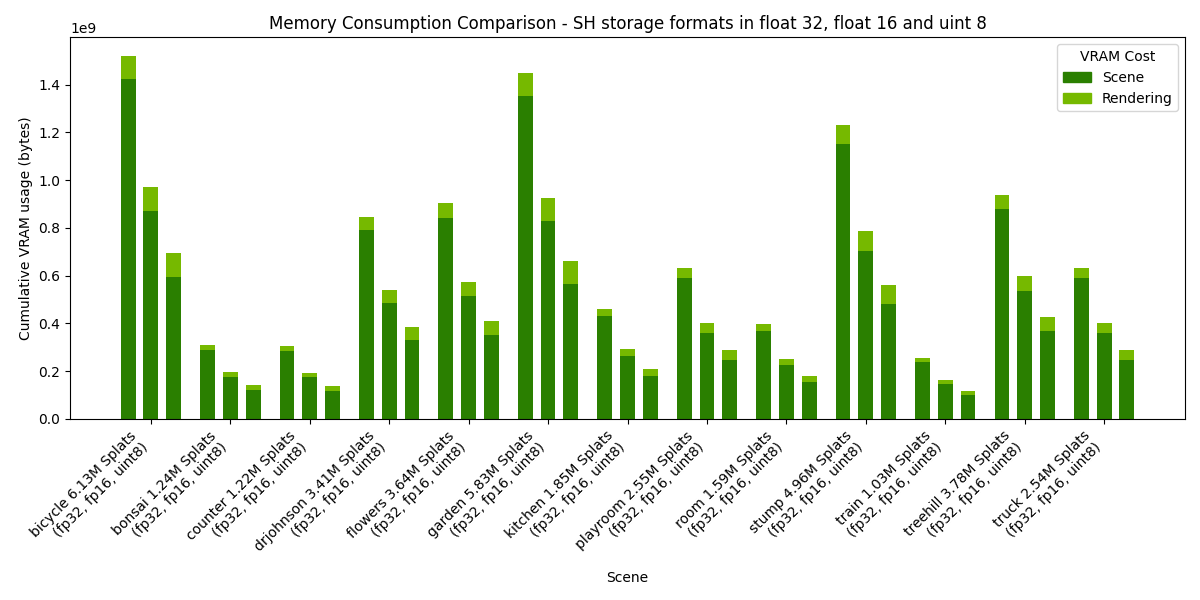 Memory Consumption Comparison - SH storage formats in float 32, float 16 and uint 8
1e9
VRAM Cost
Scene
Rendering
1.4
1.2
1.0
0.8
0.6
0.4
0.2
0.0
Cumulative VRAM usage (bytes)
bicycle 6.13M Splats
(fp32, fp16, uint8)
bonsai 1.24M Splats
(fp32, fp16, uint8)
counter 1.22M Splats
(fp32, fp16, uint8)
drjohnson 3.41M Splats
(fp32, fp16, uint8)
flowers 3.64M Splats
(fp32, fp16, uint8)
garden 5.83M Splats
(fp32, fp16, uint8)
kitchen 1.85M Splats
(fp32, fp16, uint8)
playroom 2.55M Splats
(fp32, fp16, uint8)
room 1.59M Splats
(fp32, fp16, uint8)
stump 4.96M Splats
(fp32, fp16, uint8)
train 1.03M Splats
(fp32, fp16, uint8)
treehill 3.78M Splats
(fp32, fp16, uint8)
truck 2.54M Splats
(fp32, fp16, uint8)
Scene